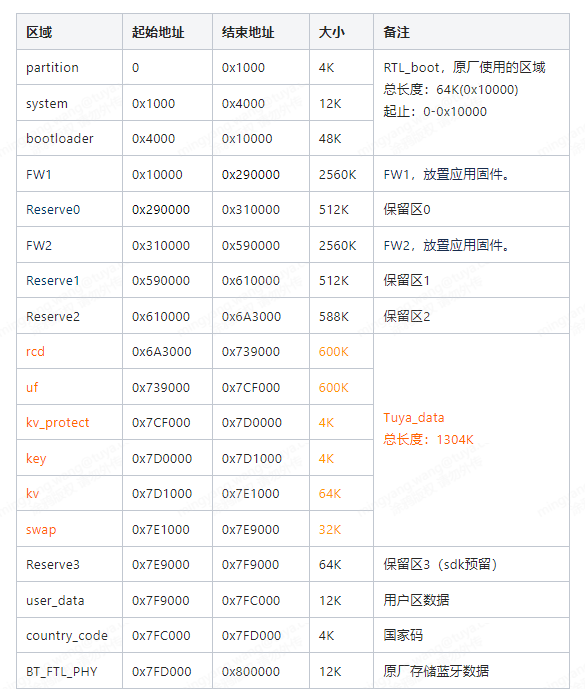 区域 起始地址 结束地址 大小 备注
partition 0 0x1000 4K RTL_boot，原厂使用的区域
总长度：64K(0x10000)
system 0x1000 0x4000 12K
起止：0-0x10000
bootloader 0x4000 0x10000 48K
FW1 0x10000 0x290000 2560K FW1，放置应用固件。
Reserve0 0x290000 0x310000 512K 保留区0
FW2 0x310000 0x590000 2560K FW2，放置应用固件。
Reserve1 0x590000 0x610000 512K 保留区1
Reserve2 0x610000 0x6A3000 588K 保留区2
rcd 0x6A3000 0x739000 600K
uf 0x739000 0x7CF000 600K
kv_protect 0x7CF000 0x7D0000 4K Tuya_data
总长度：1304K
key 0x7D0000 0x7D1000 4K
kv 0x7D1000 0x7E1000 64K
swap 0x7E1000 0x7E9000 32K
Reserve3 0x7E9000 0x7F9000 64K 保留区3（sdk预留）
user_data 0x7F9000 0x7FC000 12K 用户区数据
country_code 0x7FC000 0x7FD000 4K 国家码
BT_FTL_PHY 0x7FD000 0x800000 12K 原厂存储蓝牙数据